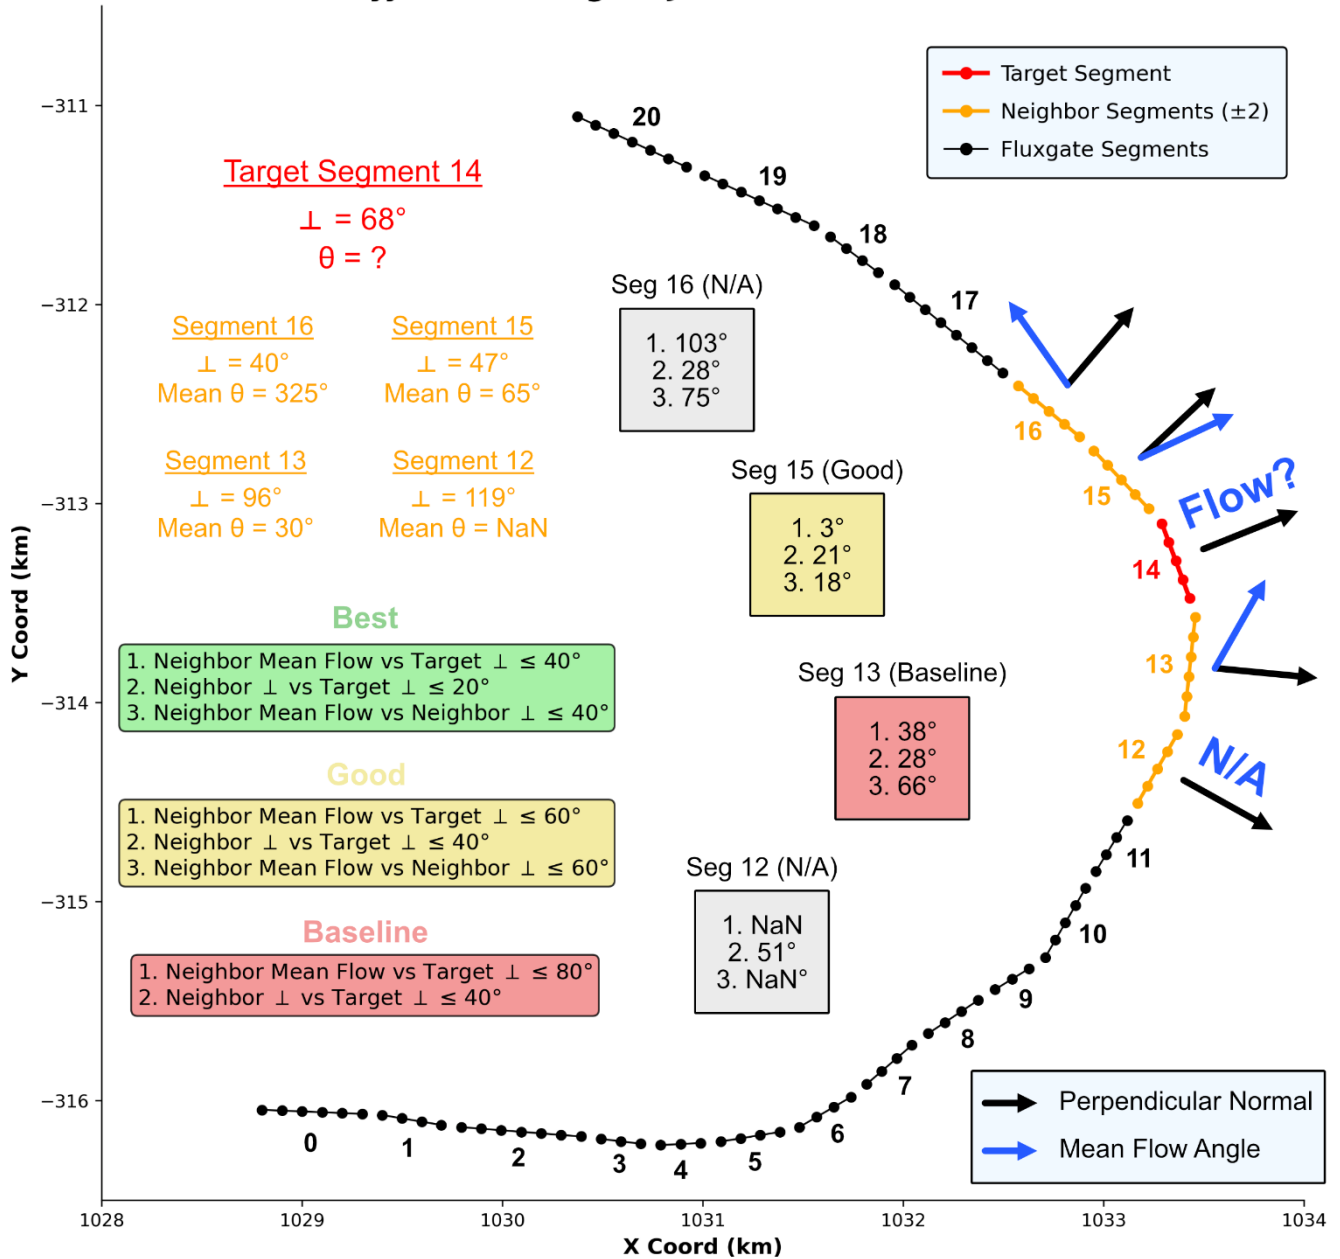 Target Segment
Neighbor Segments (±2)
Fluxgate Segments
Target Segment 14
⊥ = 68°
θ = ?
Segment 16
⊥ = 40°
Mean θ = 325°
Segment 15
⊥ = 47°
Mean θ = 65°
Segment 13
⊥ = 96°
Mean θ = 30°
Segment 12
⊥ = 119°
Mean θ = NaN
Best
1. Neighbor Mean Flow vs Target ⊥ ≤ 40°
2. Neighbor ⊥ vs Target ⊥ ≤ 20°
3. Neighbor Mean Flow vs Neighbor ⊥ ≤ 40°
Good
1. Neighbor Mean Flow vs Target ⊥ ≤ 60°
2. Neighbor ⊥ vs Target ⊥ ≤ 40°
3. Neighbor Mean Flow vs Neighbor ⊥ ≤ 60°
Baseline
1. Neighbor Mean Flow vs Target ⊥ ≤ 80°
2. Neighbor ⊥ vs Target ⊥ ≤ 40°
Seg 16 (N/A)
1. 103°
2. 28°
3. 75°
Seg 15 (Good)
1. 3°
2. 21°
3. 18°
Seg 13 (Baseline)
1. 38°
2. 28°
3. 66°
Seg 12 (N/A)
1. NaN
2. 51°
3. NaN°
20
19
18
17
16
15
14
13
12
11
10
9
8
7
6
5
4
3
2
1
0
Flow?
N/A
Perpendicular Normal
Mean Flow Angle
−311
−312
−313
−314
−315
−316
Y Coord (km)
1028
1029
1030
1031
1032
1033
1034
X Coord (km)